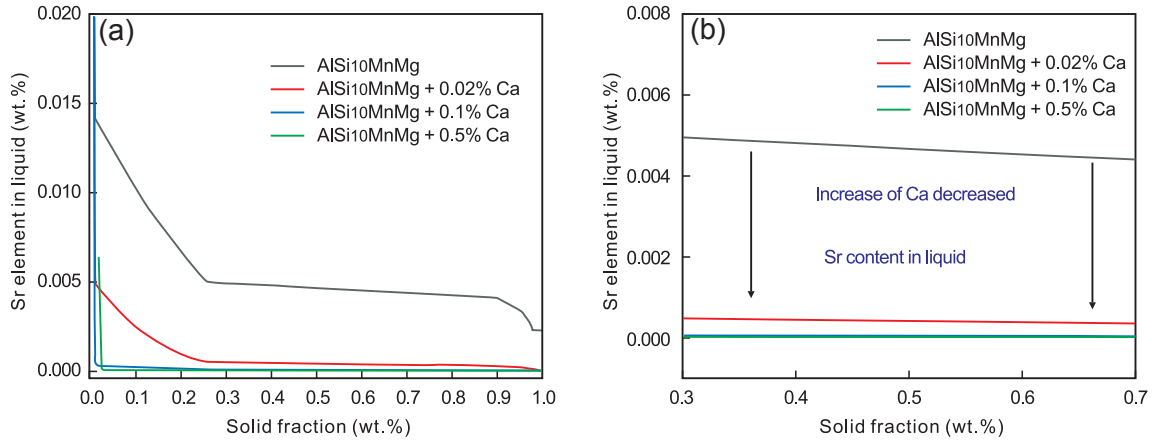 (a)
AlSi10MnMg
AlSi10MnMg + 0.02% Ca
AlSi10MnMg + 0.1% Ca
AlSi10MnMg + 0.5% Ca
Sr element in liquid (wt.%)
0.020
0.015
0.010
0.005
0.000
0.0 0.1 0.2 0.3 0.4 0.5 0.6 0.7 0.8 0.9 1.0
Solid fraction (wt.%)
(b)
AlSi10MnMg
AlSi10MnMg + 0.02% Ca
AlSi10MnMg + 0.1% Ca
AlSi10MnMg + 0.5% Ca
Increase of Ca decreased
Sr content in liquid
Sr element in liquid (wt.%)
0.008
0.006
0.004
0.002
0.000
0.3 0.4 0.5 0.6 0.7
Solid fraction (wt.%)